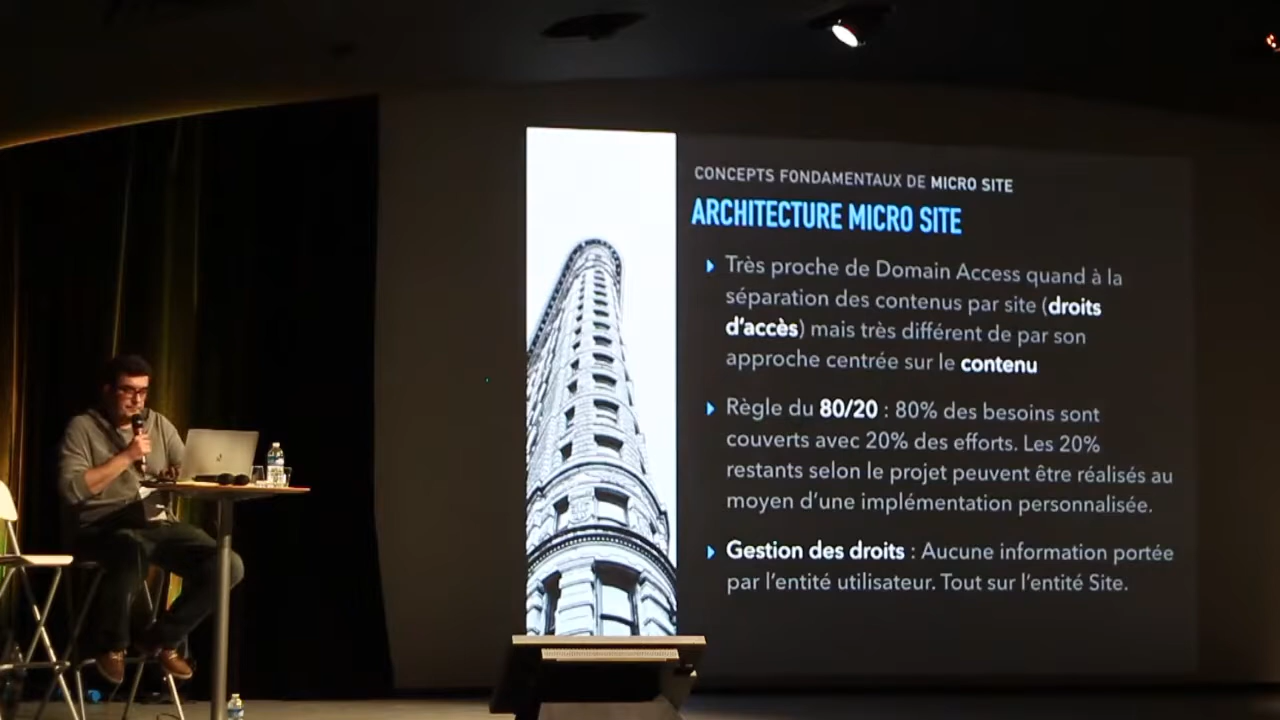 CONCEPTS FONDAMENTAUX DE MICRO SITE
ARCHITECTURE MICRO SITE
Très proche de Domain Access quand à la
séparation des contenus par site (droits
d'accès) mais très différent de par son
approche centrée sur le contenu
Règle du 80/20 : 80% des besoins sont
couverts avec 20% des efforts. Les 20%
restants selon le projet peuvent être réalisés au
moyen d'une implémentation personnalisée.
Gestion des droits : Aucune information portée
par l'entité utilisateur. Tout sur l'entité Site.